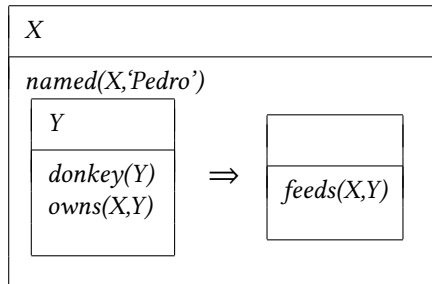 X
named(X,‘Pedro’)
Y
donkey(Y)
owns(X,Y)
⇒
feeds(X,Y)